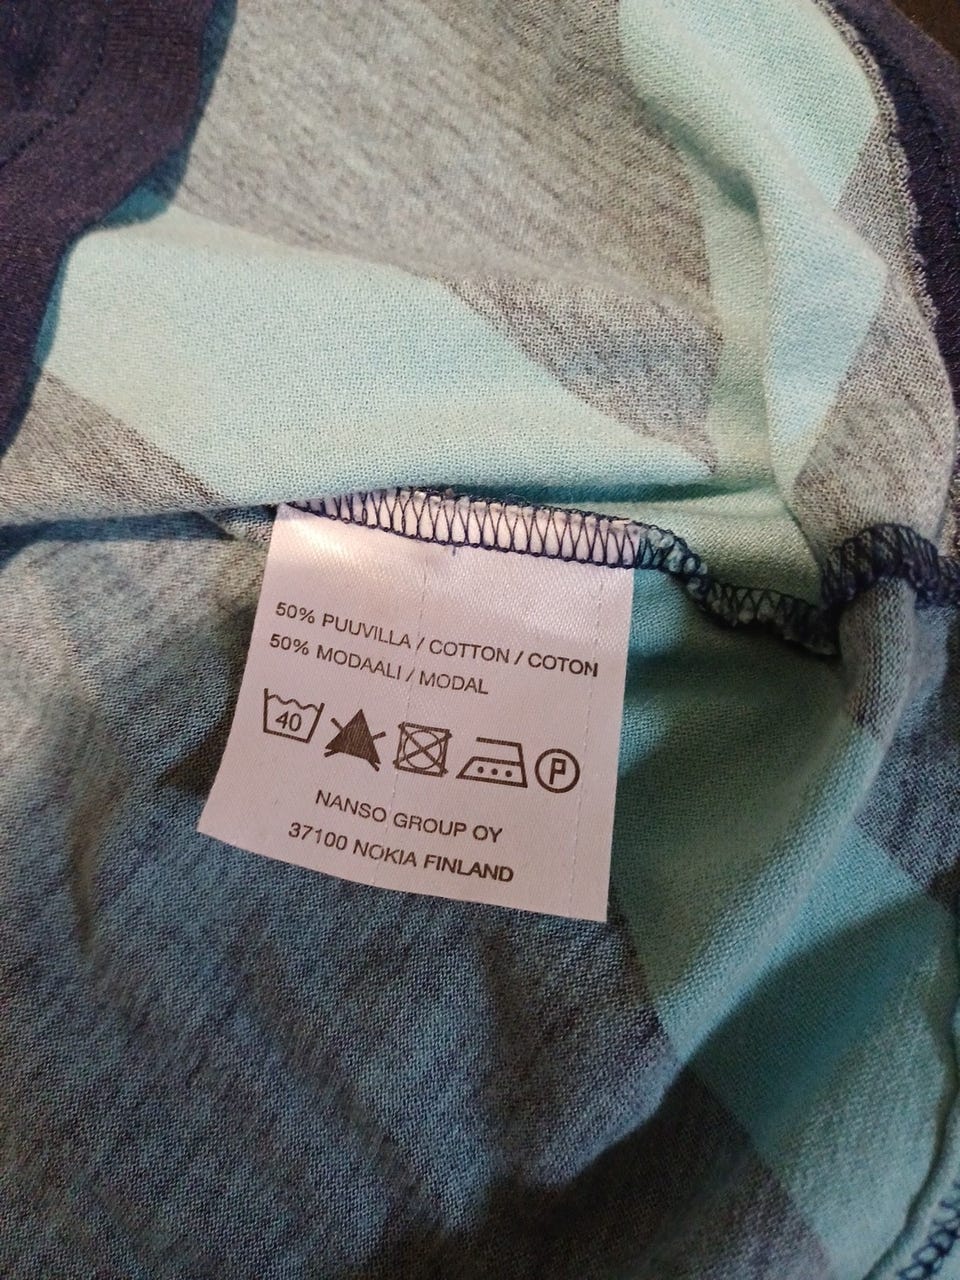 50% PUUVILLA / COTTON / COTON
50% MODAALI / MODAL
40 P
NANSO GROUP OY
37100 NOKIA FINLAND